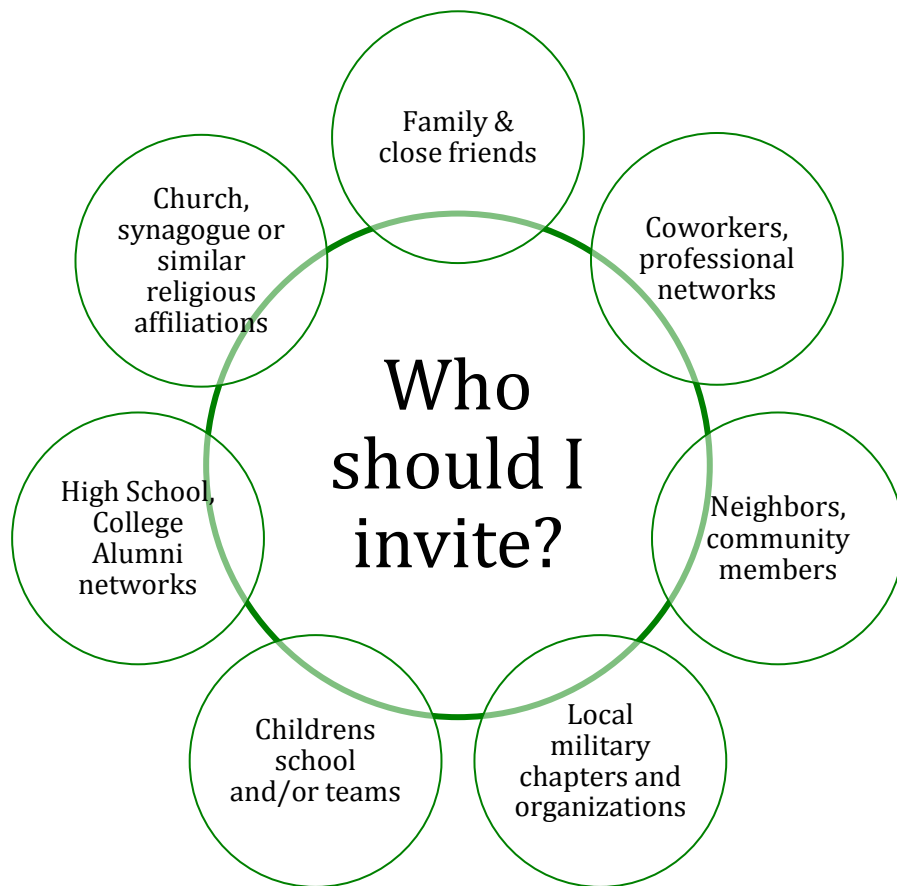 Family &
close friends
Coworkers,
professional
networks
Neighbors,
community
members
Local
military
chapters and
organizations
Childrens
school
and/or teams
High School,
College
Alumni
networks
Church,
synagogue or
similar
religious
affiliations
Who
should I
invite?